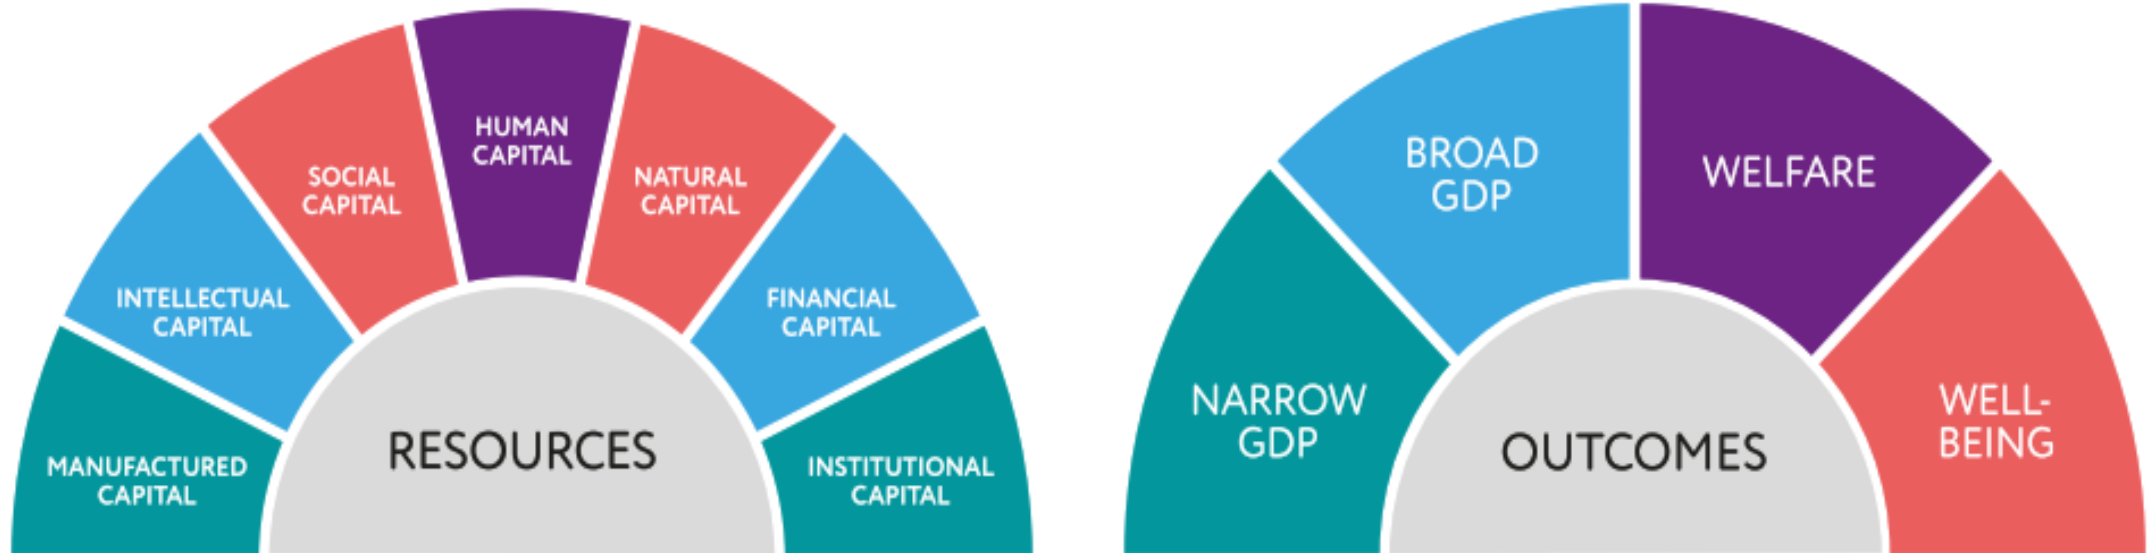 MANUFACTURED
CAPITAL
INTELLECTUAL
CAPITAL
SOCIAL
CAPITAL
HUMAN
CAPITAL
NATURAL
CAPITAL
FINANCIAL
CAPITAL
INSTITUTIONAL
CAPITAL
RESOURCES
NARROW
GDP
BROAD
GDP
WELFARE
WELL-
BEING
OUTCOMES